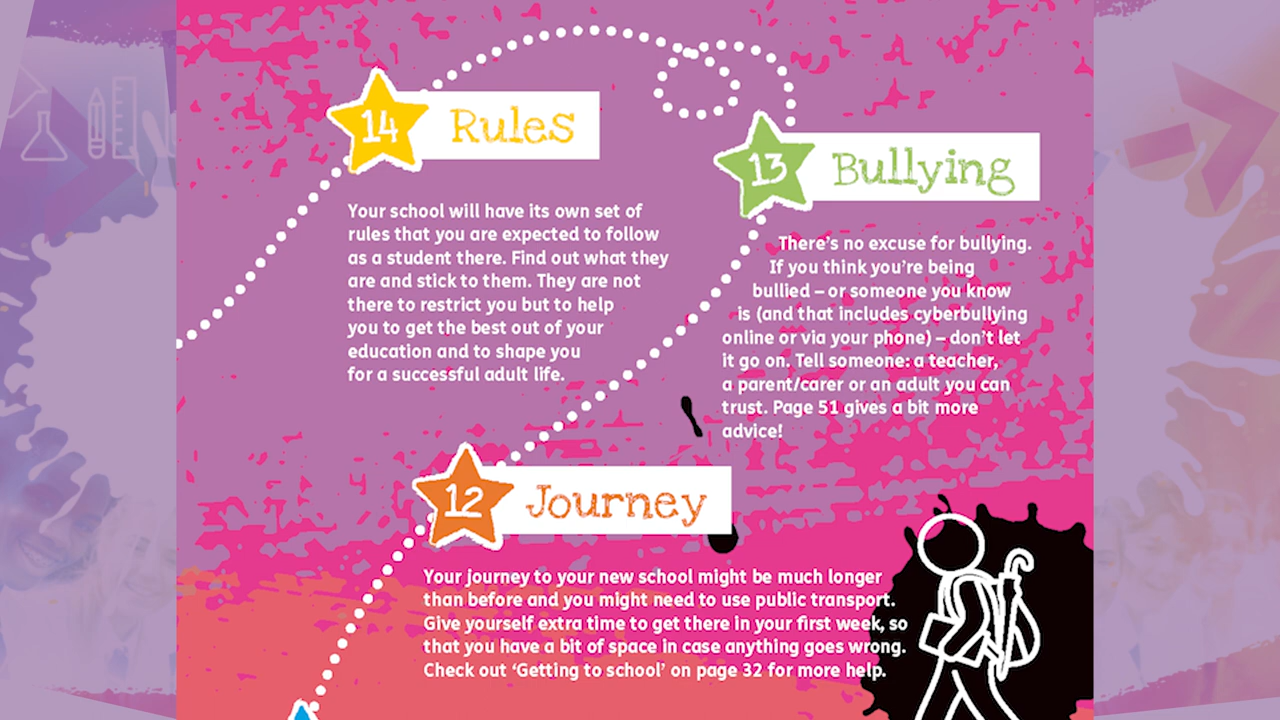 14 Rules
Your school will have its own set of
rules that you are expected to follow
as a student there. Find out what they
are and stick to them. They are not
there to restrict you but to help
you to get the best out of your
education and to shape you
for a successful adult life.
13 Bullying
There's no excuse for bullying.
If you think you're being
bullied – or someone you know
is (and that includes cyberbullying
online or via your phone) – don't let
it go on. Tell someone: a teacher,
a parent/carer or an adult you can
trust. Page 51 gives a bit more
advice!
12 Journey
Your journey to your new school might be much longer
than before and you might need to use public transport.
Give yourself extra time to get there in your first week, so
that you have a bit of space in case anything goes wrong.
Check out ‘Getting to school’ on page 32 for more help.